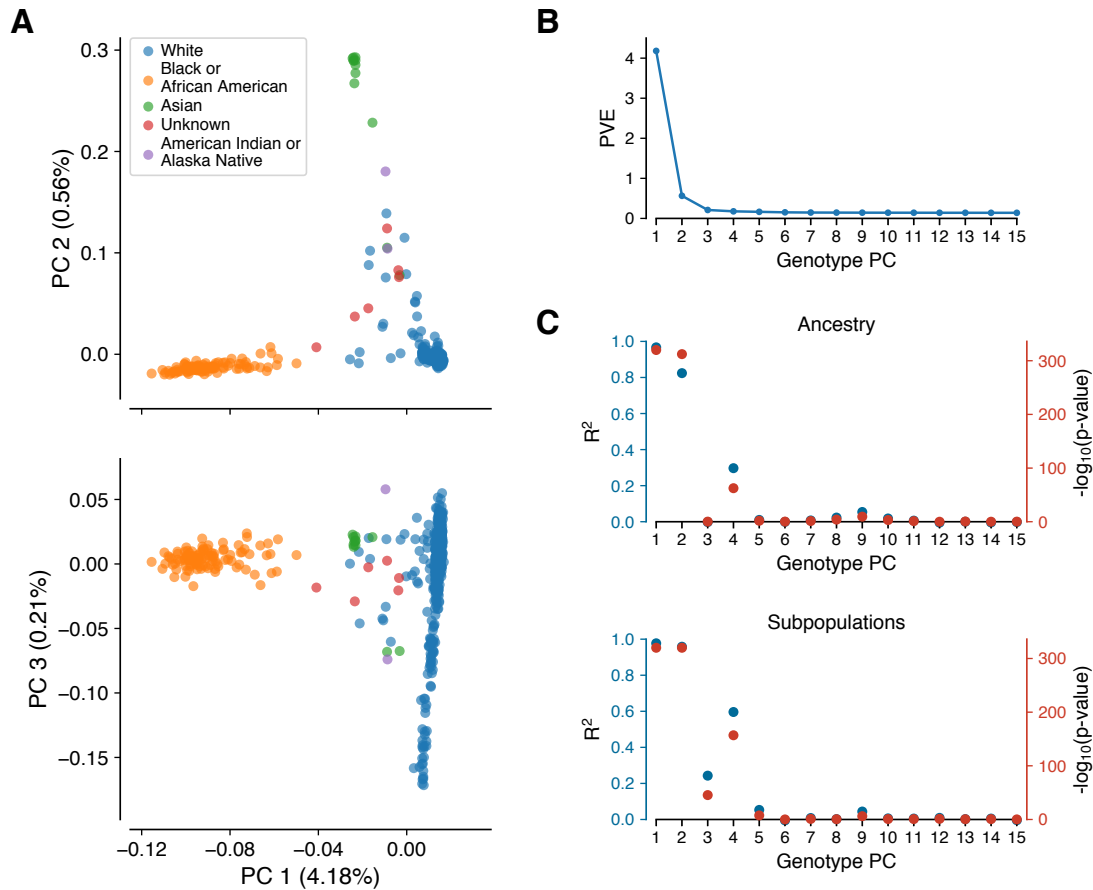 A
0.3
0.2
0.1
0.0
PC 2 (0.56%)
White
Black or
African American
Asian
Unknown
American Indian or
Alaska Native
0.05
0.00
−0.05
−0.10
−0.15
PC 3 (0.21%)
−0.12 −0.08 −0.04 0.00
PC 1 (4.18%)
B
4
3
2
1
0
PVE
1 2 3 4 5 6 7 8 9 10 11 12 13 14 15
Genotype PC
C
Ancestry
1.0
0.8
0.6
0.4
0.2
0.0
R²
300
200
100
0
-log₁₀(p-value)
1 2 3 4 5 6 7 8 9 10 11 12 13 14 15
Genotype PC
Subpopulations
1.0
0.8
0.6
0.4
0.2
0.0
R²
300
200
100
0
-log₁₀(p-value)
1 2 3 4 5 6 7 8 9 10 11 12 13 14 15
Genotype PC